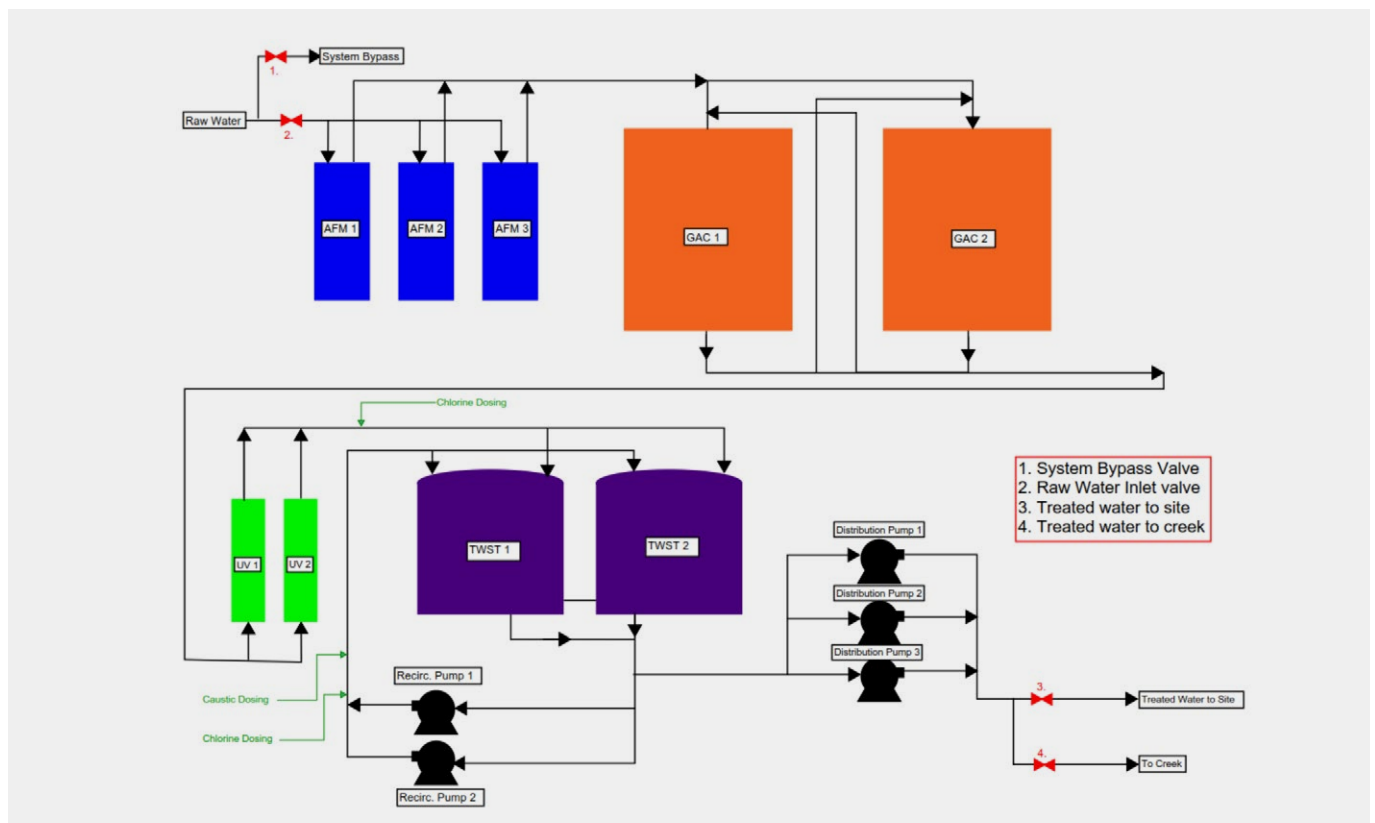 System Bypass
1.
Raw Water
2.
AFM 1
AFM 2
AFM 3
GAC 1
GAC 2
Chlorine Dosing
1. System Bypass Valve
2. Raw Water Inlet valve
3. Treated water to site
4. Treated water to creek
UV 1
UV 2
TWST 1
TWST 2
Distribution Pump 1
Distribution Pump 2
Distribution Pump 3
Caustic Dosing
Chlorine Dosing
Recirc. Pump 1
Recirc. Pump 2
3.
Treated Water to Site
4.
To Creek